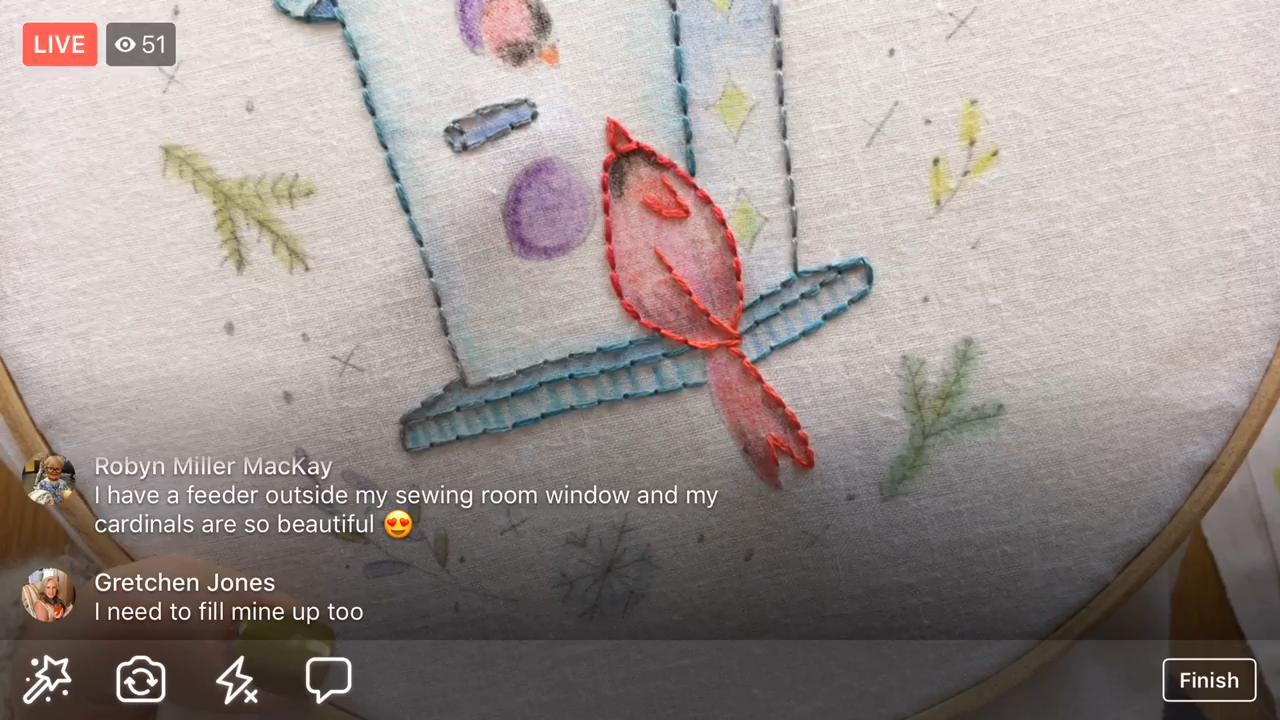 LIVE
51
Robyn Miller MacKay
I have a feeder outside my sewing room window and my
cardinals are so beautiful 😍
Gretchen Jones
I need to fill mine up too
Finish